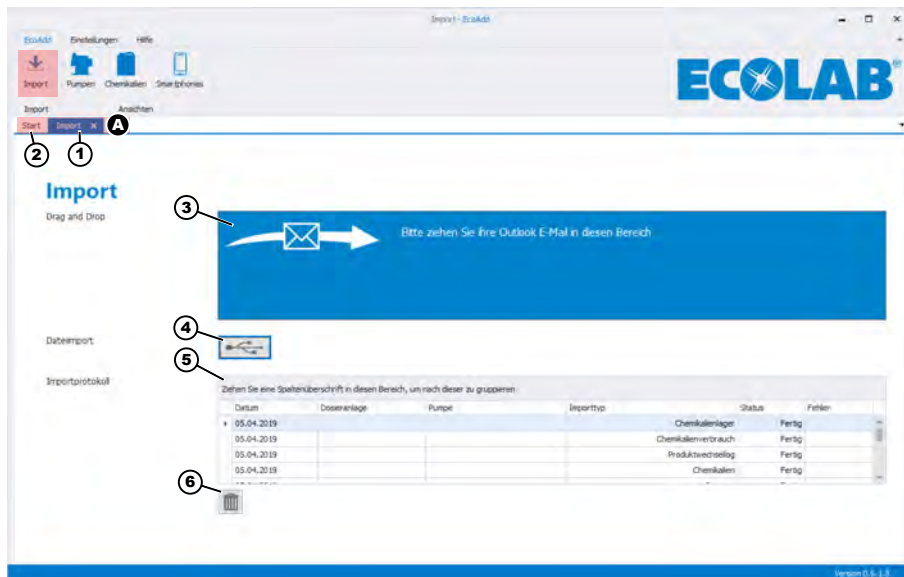 Import - EcoAdd
EcoAdd Einstellungen Hilfe
Import Pumpen Chemikalien Smartphones
ECOLAB®
Import Ansichten
Start Import × A
2 1
Import
Drag and Drop
3
Bitte ziehen Sie ihre Outlook E-Mail in diesen Bereich
Dateiimport
4
5
Importprotokoll
Ziehen Sie eine Spaltenüberschrift in diesen Bereich, um nach dieser zu gruppieren
Datum Dosieranlage Pumpe Importtyp Status Fehler
05.04.2019 Chemikalienlager Fertig
05.04.2019 Chemikalienverbrauch Fertig
05.04.2019 Produktwechsellog Fertig
05.04.2019 Chemikalien Fertig
6